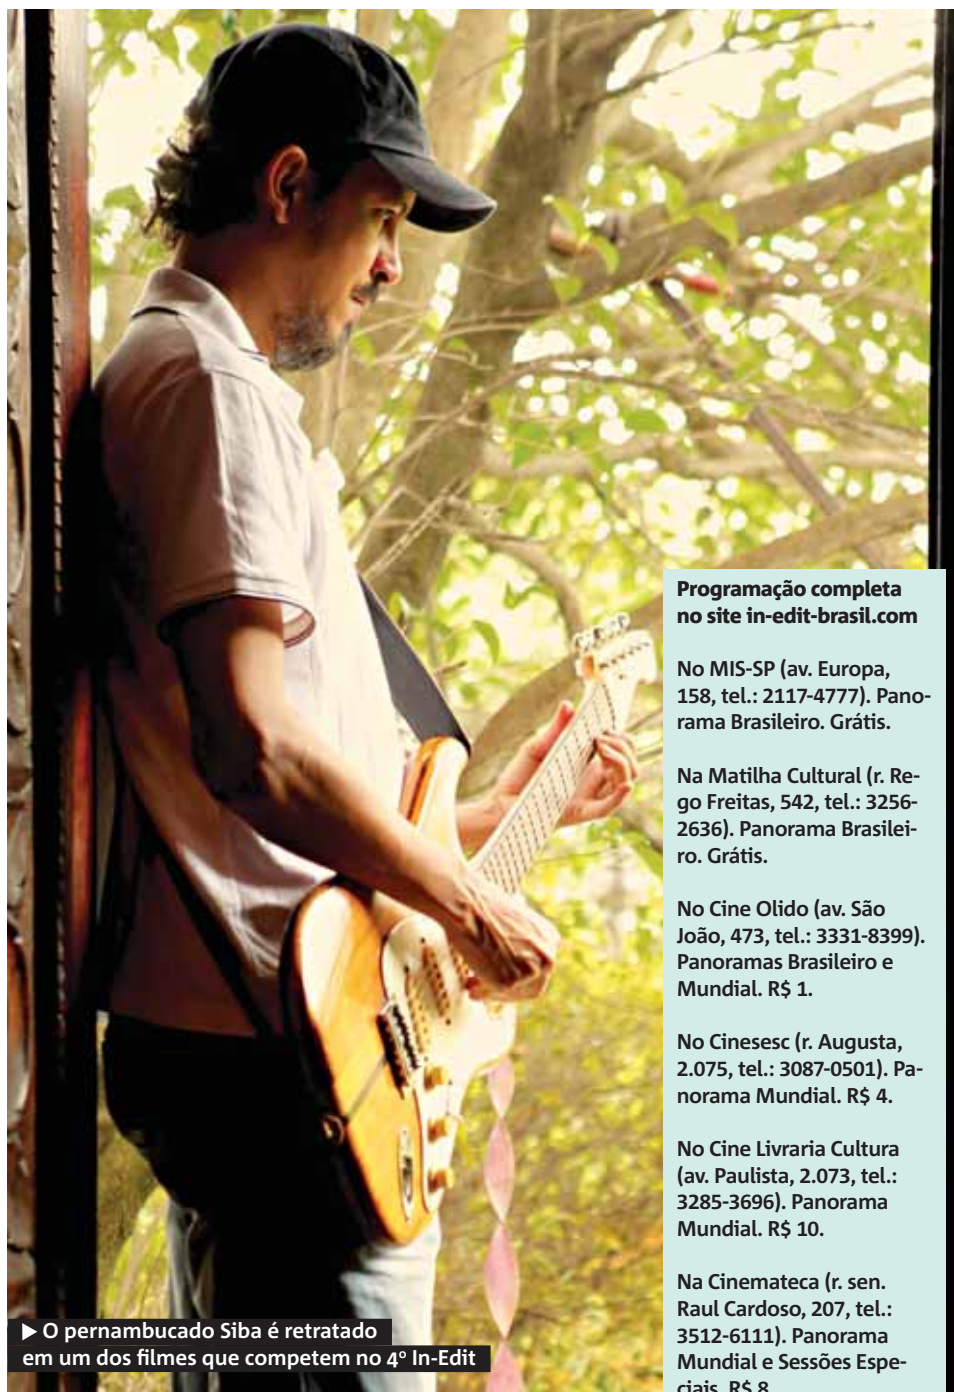 Programação completa
no site in-edit-brasil.com
No MIS-SP (av. Europa,
158, tel.: 2117-4777). Pano-
rama Brasileiro. Grátis.
Na Matilha Cultural (r. Re-
go Freitas, 542, tel.: 3256-
2636). Panorama Brasilei-
ro. Grátis.
No Cine Olido (av. São
João, 473, tel.: 3331-8399).
Panoramas Brasileiro e
Mundial. R$ 1.
No Cinesesc (r. Augusta,
2.075, tel.: 3087-0501). Pa-
norama Mundial. R$ 4.
No Cine Livraria Cultura
(av. Paulista, 2.073, tel.:
3285-3696). Panorama
Mundial. R$ 10.
Na Cinemateca (r. sen.
Raul Cardoso, 207, tel.:
3512-6111). Panorama
Mundial e Sessões Espe-
ciais. R$ 8
▶ O pernambucado Siba é retratado
em um dos filmes que competem no 4º In-Edit